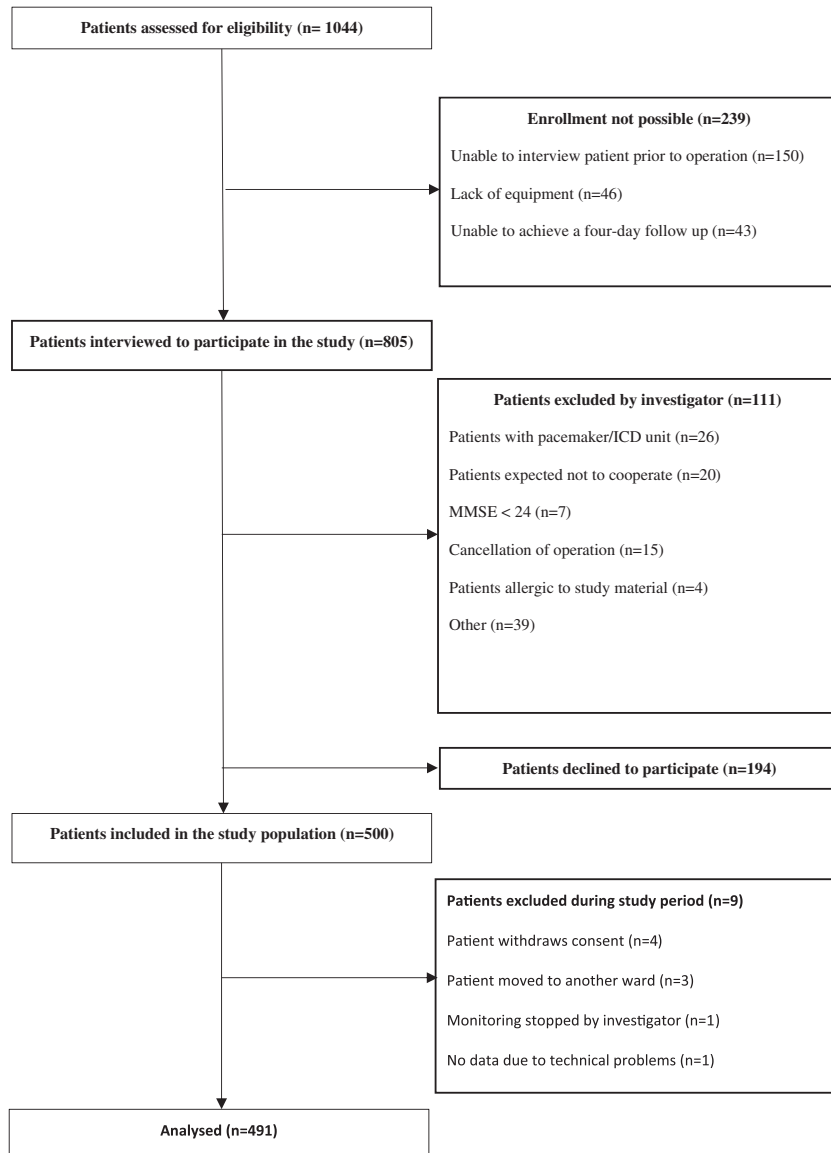 Patients assessed for eligibility (n= 1044)
Enrollment not possible (n=239)
Unable to interview patient prior to operation (n=150)
Lack of equipment (n=46)
Unable to achieve a four-day follow up (n=43)
Patients interviewed to participate in the study (n=805)
Patients excluded by investigator (n=111)
Patients with pacemaker/ICD unit (n=26)
Patients expected not to cooperate (n=20)
MMSE < 24 (n=7)
Cancellation of operation (n=15)
Patients allergic to study material (n=4)
Other (n=39)
Patients declined to participate (n=194)
Patients included in the study population (n=500)
Patients excluded during study period (n=9)
Patient withdraws consent (n=4)
Patient moved to another ward (n=3)
Monitoring stopped by investigator (n=1)
No data due to technical problems (n=1)
Analysed (n=491)